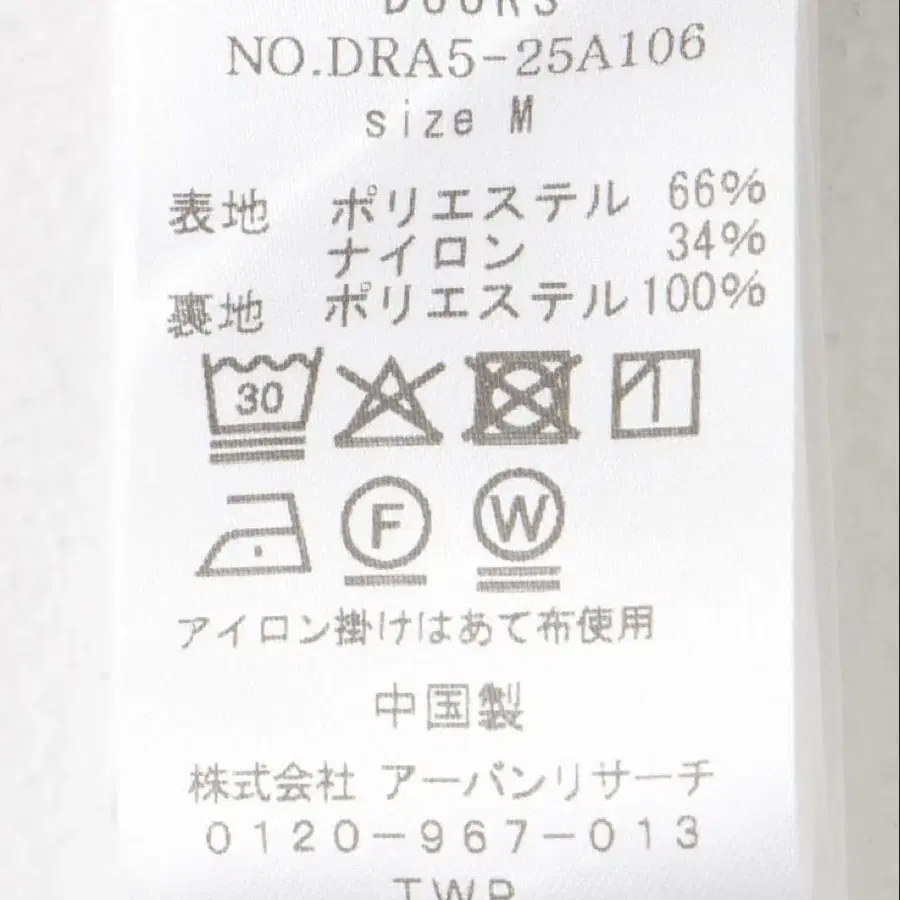 DOORS
NO.DRA5-25A106
size M
表地 ポリエステル 66%
ナイロン 34%
裏地 ポリエステル 100%
30
F
W
アイロン掛けはあて布使用
中国製
株式会社 アーバンリサーチ
0120-967-013
TWP